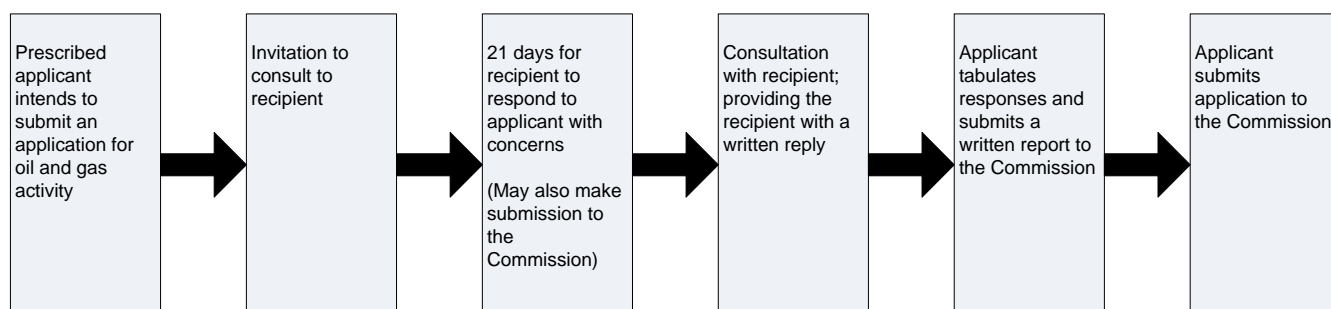 Prescribed
applicant
intends to
submit an
application for
oil and gas
activity
Invitation to
consult to
recipient
21 days for
recipient to
respond to
applicant with
concerns
(May also make
submission to
the
Commission)
Consultation
with recipient;
providing the
recipient with a
written reply
Applicant
tabulates
responses and
submits a
written report to
the Commission
Applicant
submits
application to
the Commission